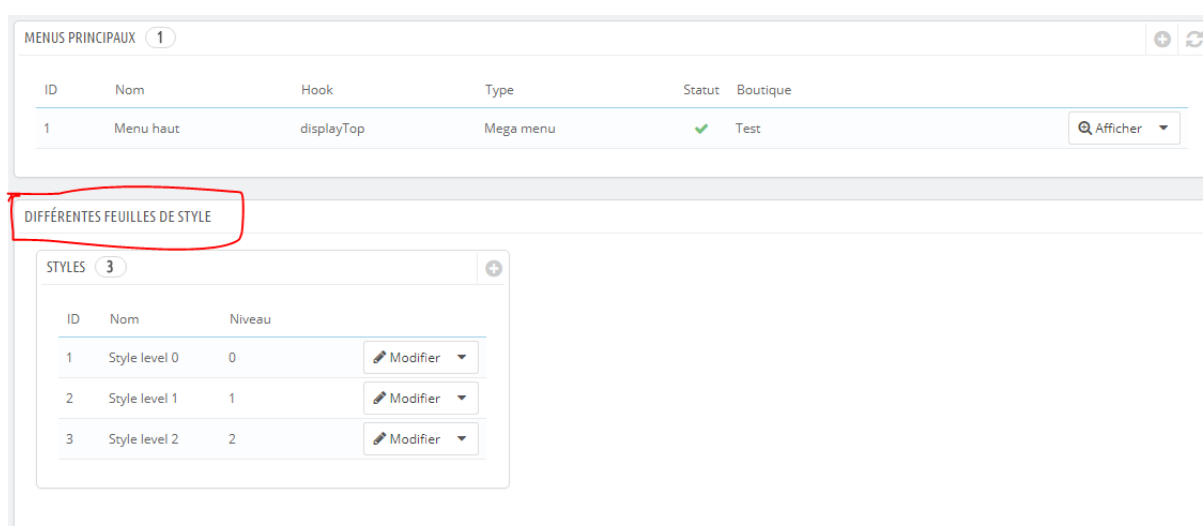 MENUS PRINCIPAUX 1
ID Nom Hook Type Statut Boutique
1 Menu haut displayTop Mega menu Test Afficher
DIFFÉRENTES FEUILLES DE STYLE
STYLES 3
ID Nom Niveau
1 Style level 0 0 Modifier
2 Style level 1 1 Modifier
3 Style level 2 2 Modifier